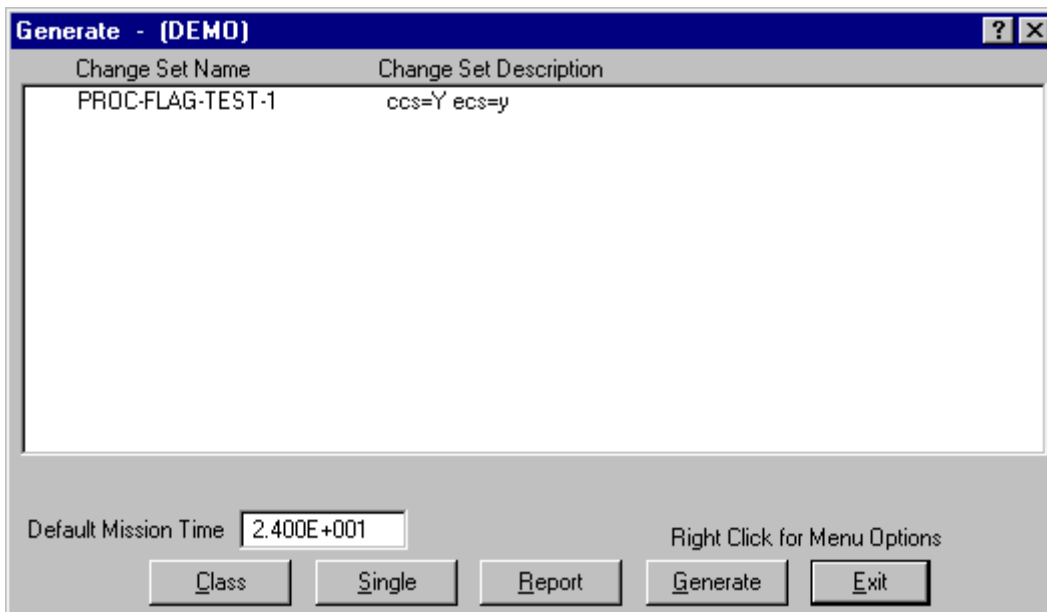 Generate - (DEMO)
Change Set Name Change Set Description
PROC-FLAG-TEST-1 ccs=Y ecs=y
Default Mission Time 2.400E+001
Right Click for Menu Options
Class Single Report Generate Exit